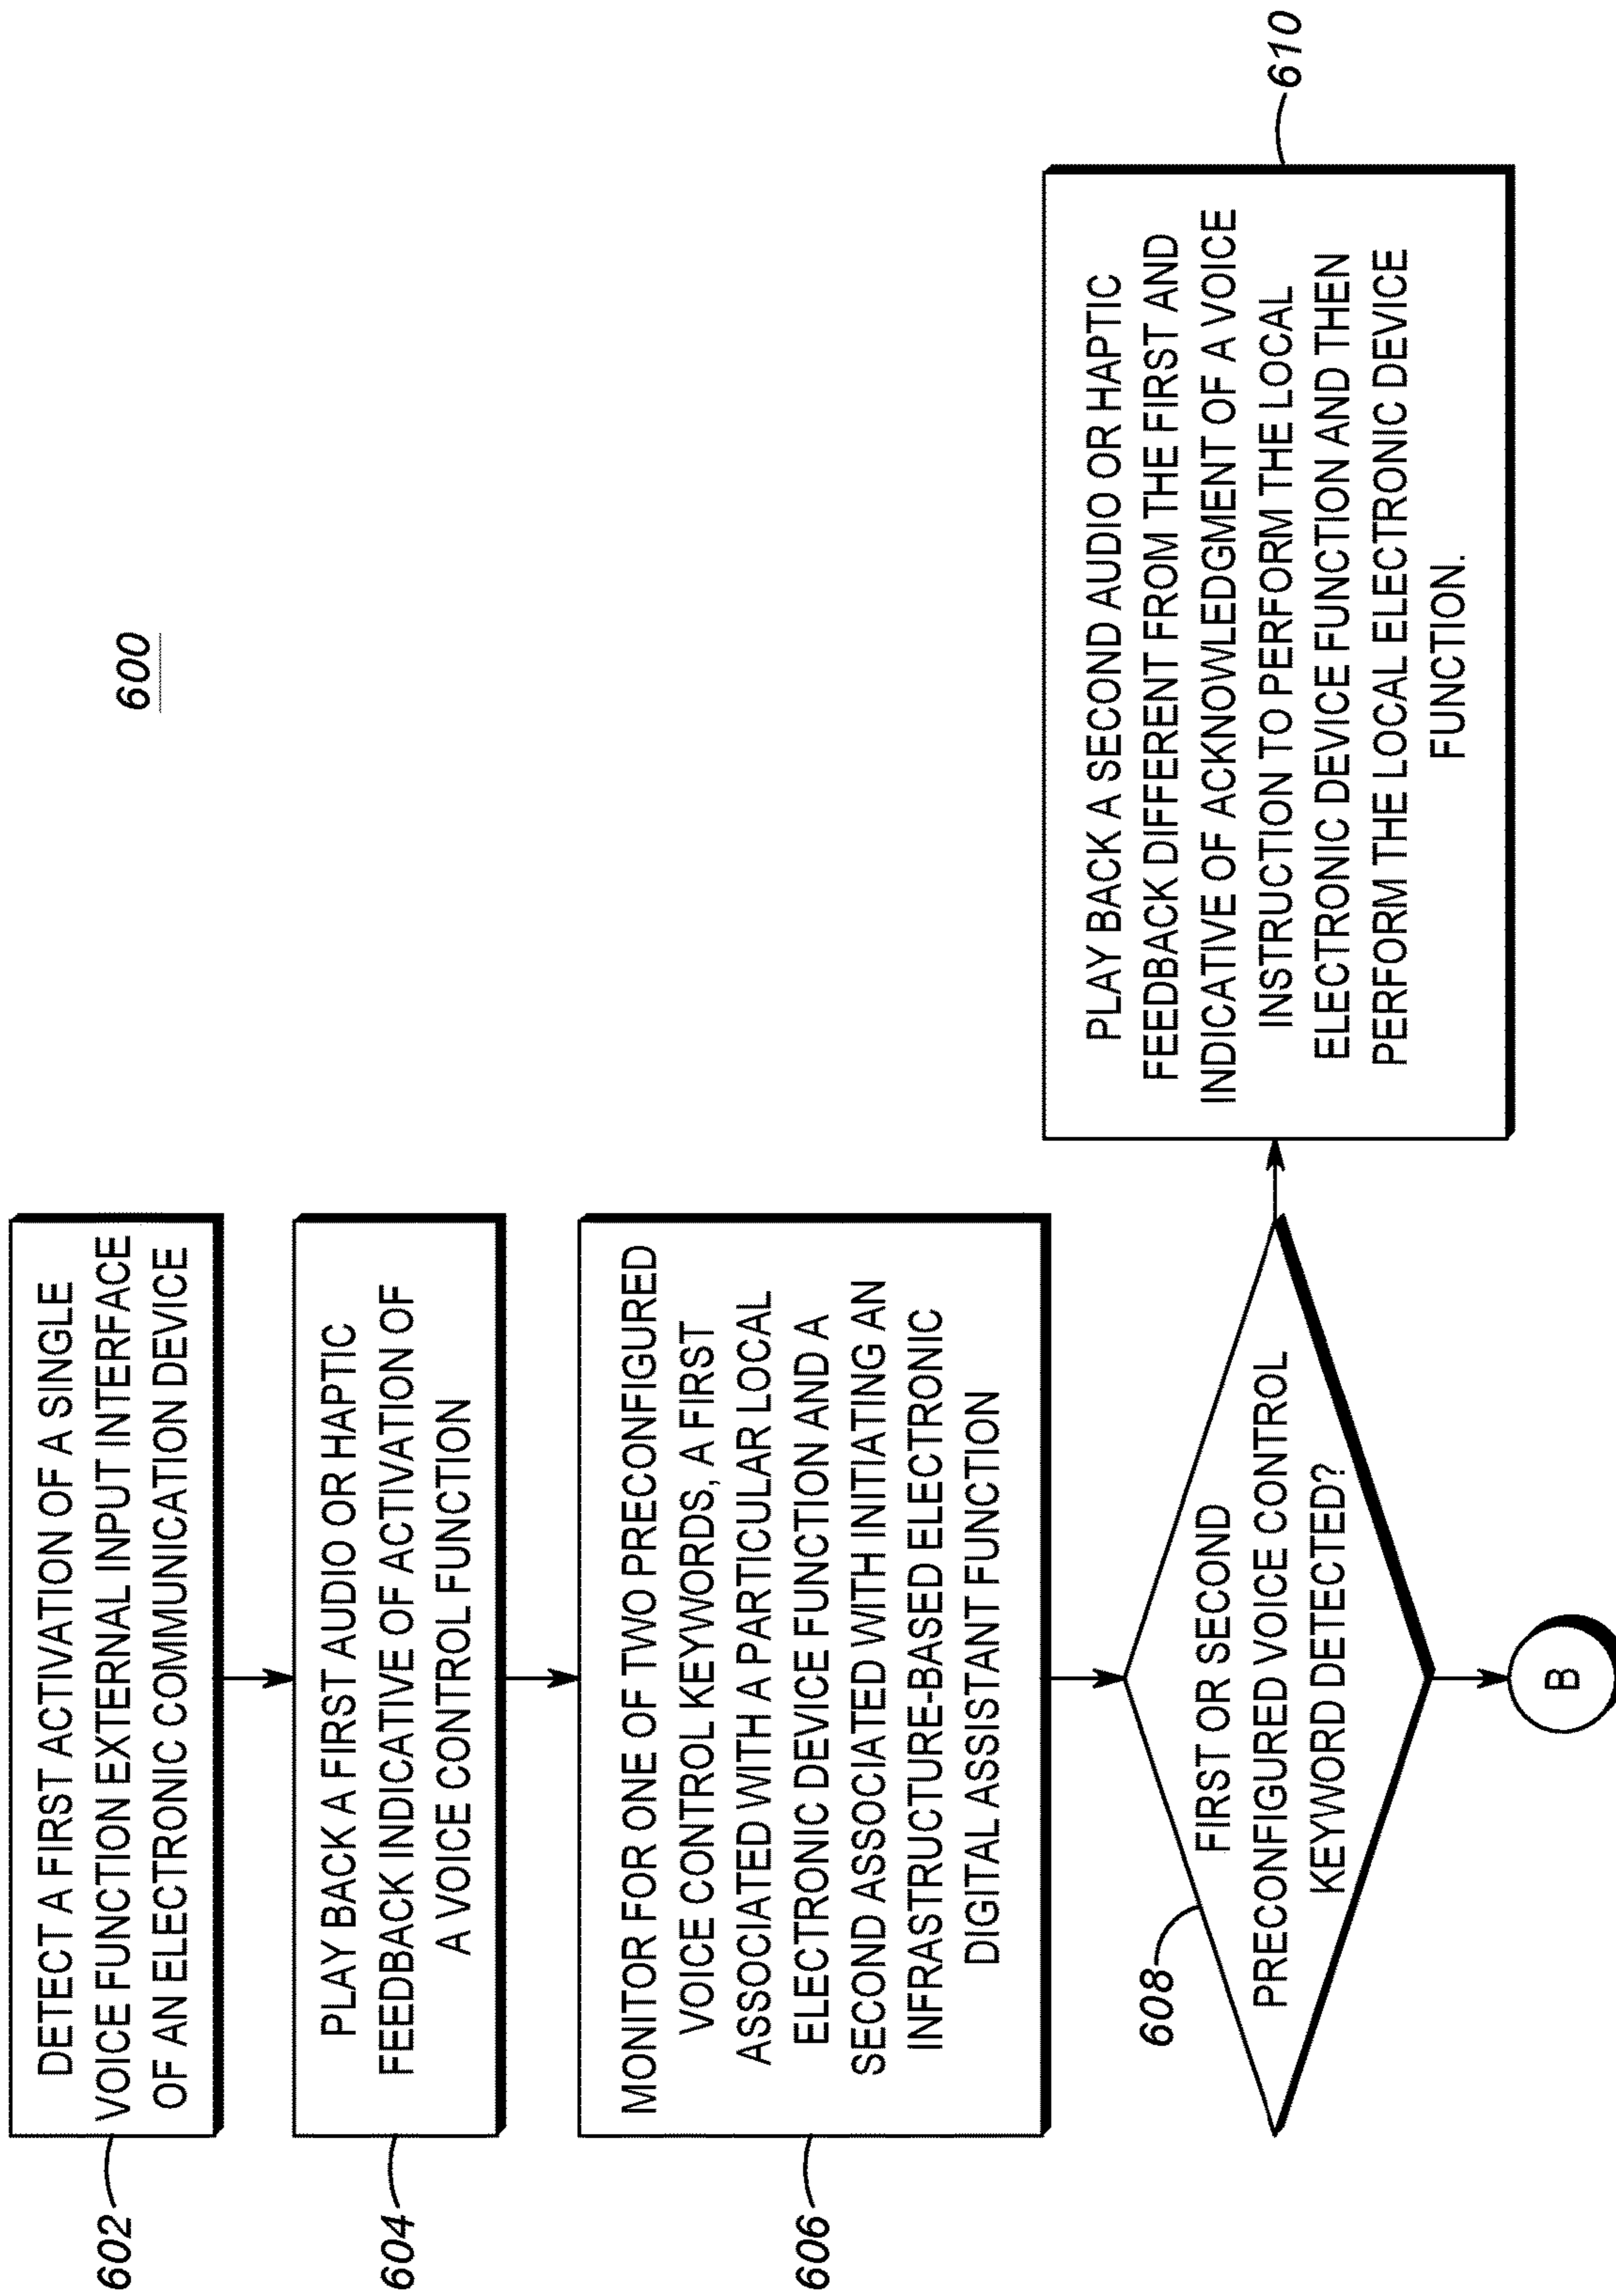 600
602
DETECT A FIRST ACTIVATION OF A SINGLE
VOICE FUNCTION EXTERNAL INPUT INTERFACE
OF AN ELECTRONIC COMMUNICATION DEVICE
604
PLAY BACK A FIRST AUDIO OR HAPTIC
FEEDBACK INDICATIVE OF ACTIVATION OF
A VOICE CONTROL FUNCTION
606
MONITOR FOR ONE OF TWO PRECONFIGURED
VOICE CONTROL KEYWORDS, A FIRST
ASSOCIATED WITH A PARTICULAR LOCAL
ELECTRONIC DEVICE FUNCTION AND A
SECOND ASSOCIATED WITH INITIATING AN
INFRASTRUCTURE-BASED ELECTRONIC
DIGITAL ASSISTANT FUNCTION
608
FIRST OR SECOND
PRECONFIGURED VOICE CONTROL
KEYWORD DETECTED?
610
PLAY BACK A SECOND AUDIO OR HAPTIC
FEEDBACK DIFFERENT FROM THE FIRST AND
INDICATIVE OF ACKNOWLEDGMENT OF A VOICE
INSTRUCTION TO PERFORM THE LOCAL
ELECTRONIC DEVICE FUNCTION AND THEN
PERFORM THE LOCAL ELECTRONIC DEVICE
FUNCTION.
B